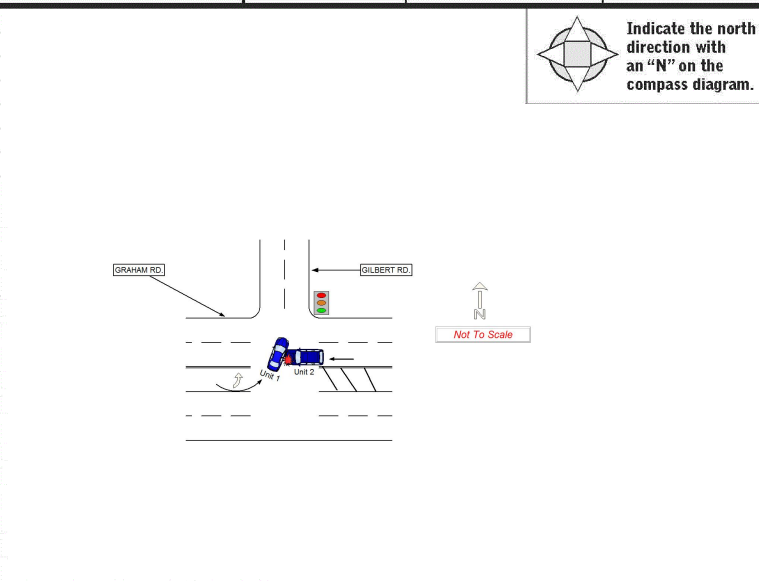 Indicate the north
direction with
an “N” on the
compass diagram.
GRAHAM RD.
GILBERT RD.
N
Not To Scale
Unit 1
Unit 2